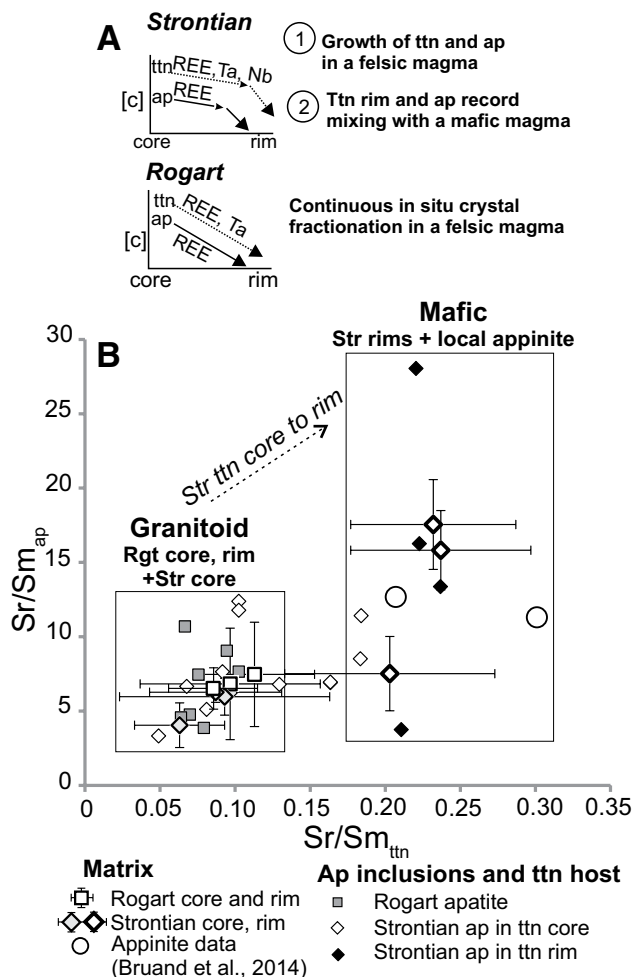 A
Strontian
ttn REE, Ta, Nb
ap REE
[c]
core rim
1 Growth of ttn and ap
in a felsic magma
2 Ttn rim and ap record
mixing with a mafic magma
Rogart
ttn REE, Ta
ap
REE
[c]
core rim
Continuous in situ crystal
fractionation in a felsic magma
B
Mafic
Str rims + local appinite
Str ttn core to rim
Granitoid
Rgt core, rim
+Str core
Sr/Sm ap
30
25
20
15
10
5
0
0 0.05 0.10 0.15 0.20 0.25 0.30 0.35
Sr/Sm ttn
Matrix
Rogart core and rim
Strontian core, rim
Appinite data
(Bruand et al., 2014)
Ap inclusions and ttn host
Rogart apatite
Strontian ap in ttn core
Strontian ap in ttn rim